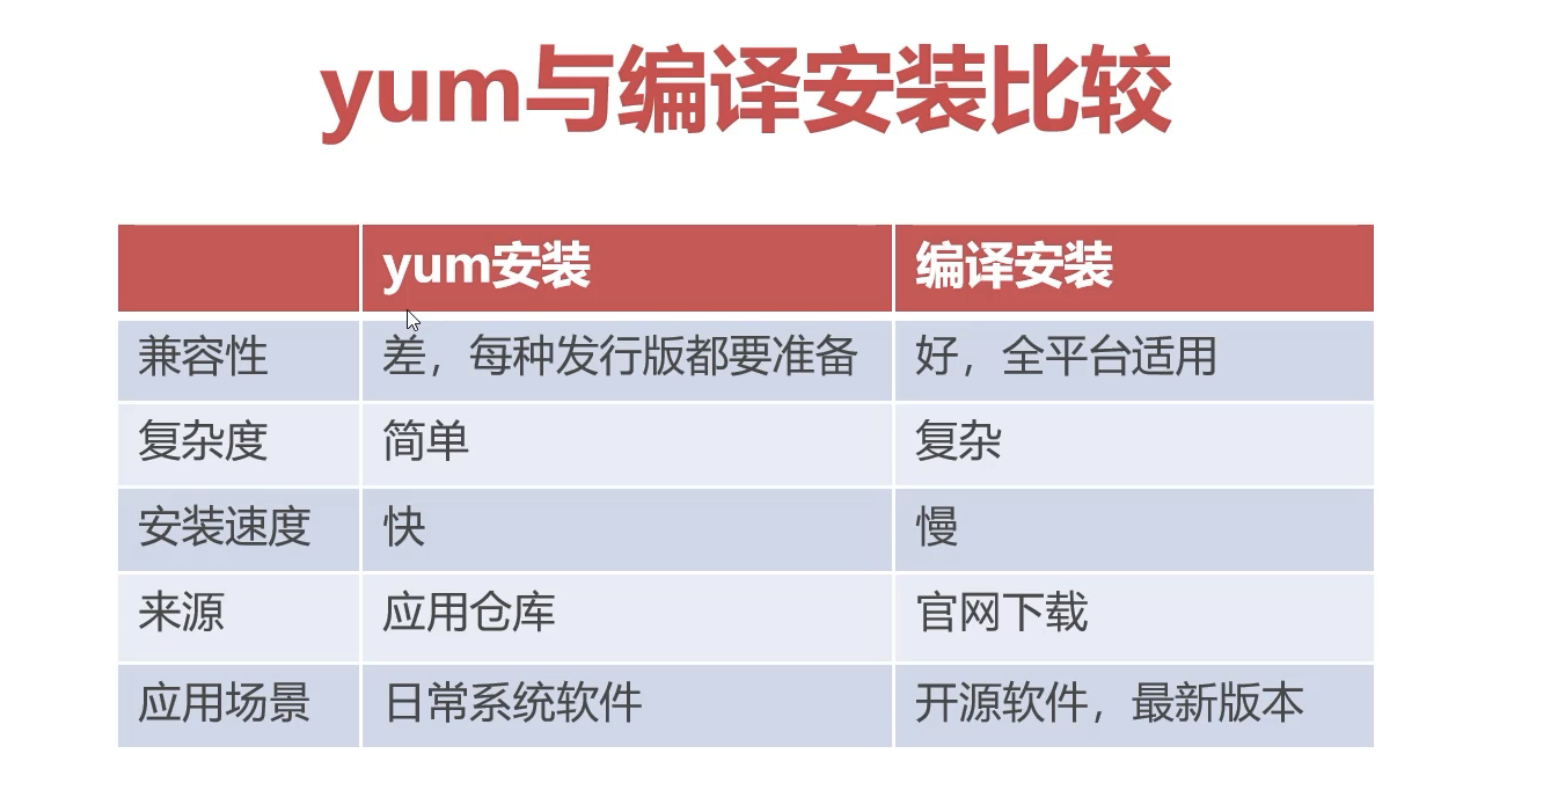 yum与编译安装比较
yum安装 编译安装
兼容性 差，每种发行版都要准备 好，全平台适用
复杂度 简单 复杂
安装速度 快 慢
来源 应用仓库 官网下载
应用场景 日常系统软件 开源软件，最新版本